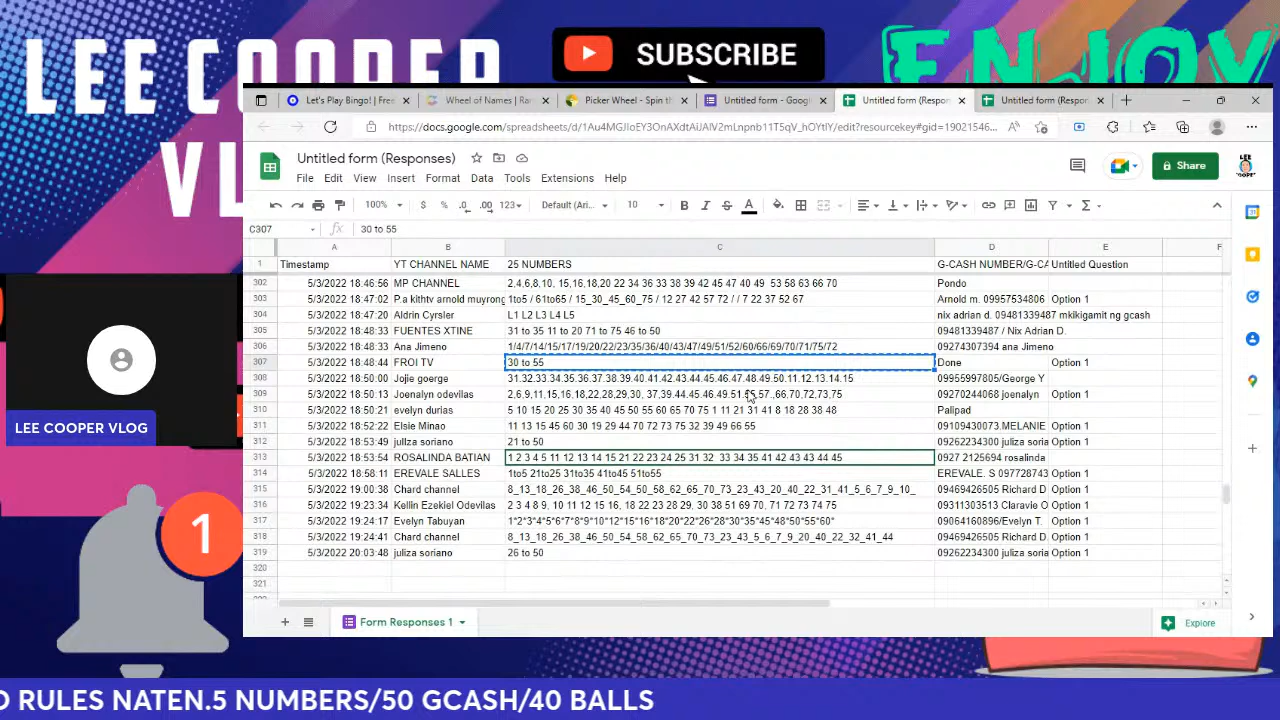 LEE COOPER
VL
SUBSCRIBE
ENJOY
Let's Play Bingo! | Free
Wheel of Names | Ran
Picker Wheel - Spin th
Untitled form - Googl
Untitled form (Respon
Untitled form (Respon
Untitled form (Responses)
File Edit View Insert Format Data Tools Extensions Help
Share
100% $ % .0 .00 123 Default (Ari... 10 B I S A
C307 fx 30 to 55
A B C D E F
1 Timestamp YT CHANNEL NAME 25 NUMBERS G-CASH NUMBER/G-CA Untitled Question
302 5/3/2022 18:46:56 MP CHANNEL 2,4,6,8,10. 15,16,18,20 22 34 36 33 38 39 42 45 47 40 49 53 58 63 66 70 Pondo
303 5/3/2022 18:47:02 P.a kithtv arnold muyrong 1to5 / 61to65 / 15_30_45_60_75 / 12 27 42 57 72 / / 7 22 37 52 67 Arnold m. 09957534806 Option 1
304 5/3/2022 18:47:20 Aldrin Cyrsler L1 L2 L3 L4 L5 nix adrian d. 09481339487 mkikigamit ng gcash
305 5/3/2022 18:48:33 FUENTES XTINE 31 to 35 11 to 20 71 to 75 46 to 50 09481339487 / Nix Adrian D.
306 5/3/2022 18:48:33 Ana Jimeno 1/4/7/14/15/17/19/20/22/23/35/36/40/43/47/49/51/52/60/66/69/70/71/75/72 09274307394 ana Jimeno
307 5/3/2022 18:48:44 FROI TV 30 to 55 Done Option 1
308 5/3/2022 18:50:00 Jojie goerge 31.32.33 34.35.36.37.38.39.40.41.42.43.44.45.46.47.48.49.50.11.12.13.14.15 09955997805/George Y
309 5/3/2022 18:50:09 Joenalyn odevilas 2,6,9,11,15,16,18,22,28,29,30, 37,39,44,45,46,49,51,55,57,,66,70,72,73,75 09270244068 joenalyn Option 1
310 5/3/2022 18:50:21 evelyn durias 5 10 15 20 25 30 35 40 45 50 55 60 65 70 75 1 11 21 31 41 8 18 28 38 48 Palipad
311 5/3/2022 18:52:22 Elsie Minao 11 13 15 45 60 30 19 29 44 70 72 73 75 32 39 49 66 55 09109430073.MELANIE Option 1
312 5/3/2022 18:53:49 julIza soriano 21 to 50 09262234300 juliza soria Option 1
313 5/3/2022 18:53:54 ROSALINDA BATIAN 1 2 3 4 5 11 12 13 14 15 21 22 23 24 25 31 32 33 34 35 41 42 43 43 44 45 0927 2125694 rosalinda
314 5/3/2022 18:58:11 EREVALE SALLES 1to5 21to25 31to35 41to45 51to55 EREVALE. S 097728743 Option 1
315 5/3/2022 19:00:38 Chard channel 8_13_18_26_38_46_50_54_50_58_62_65_70_73_23_43_20_40_22_31_41_5_6_7_9_10_ 09469426505 Richard D Option 1
316 5/3/2022 19:23:34 Kellin Ezekiel Odevilas 2 3 4 8 9, 10 11 12 15 16, 18 22 23 28 29, 30 38 51 69 70, 71 72 73 74 75 09311303513 Claravie O Option 1
317 5/3/2022 19:24:17 Evelyn Tabuyan 1*2*3*4*5*6*7*8*9*10*12*15*16*18*20*22*26*28*30*35*45*48*50*55*60* 09064160896/Evelyn T. Option 1
318 5/3/2022 19:24:41 Chard channel 8_13_18_26_38_46_50_54_58_62_65_70_73_23_43_5_6_7_9_20_40_22_32_41_44 09469426505 Richard D. Option 1
319 5/3/2022 20:03:48 juliza soriano 26 to 50 09262234300 juliza soria Option 1
320
321
Form Responses 1
Explore
LEE COOPER VLOG
1
RULES NATEN.5 NUMBERS/50 GCASH/40 BALLS